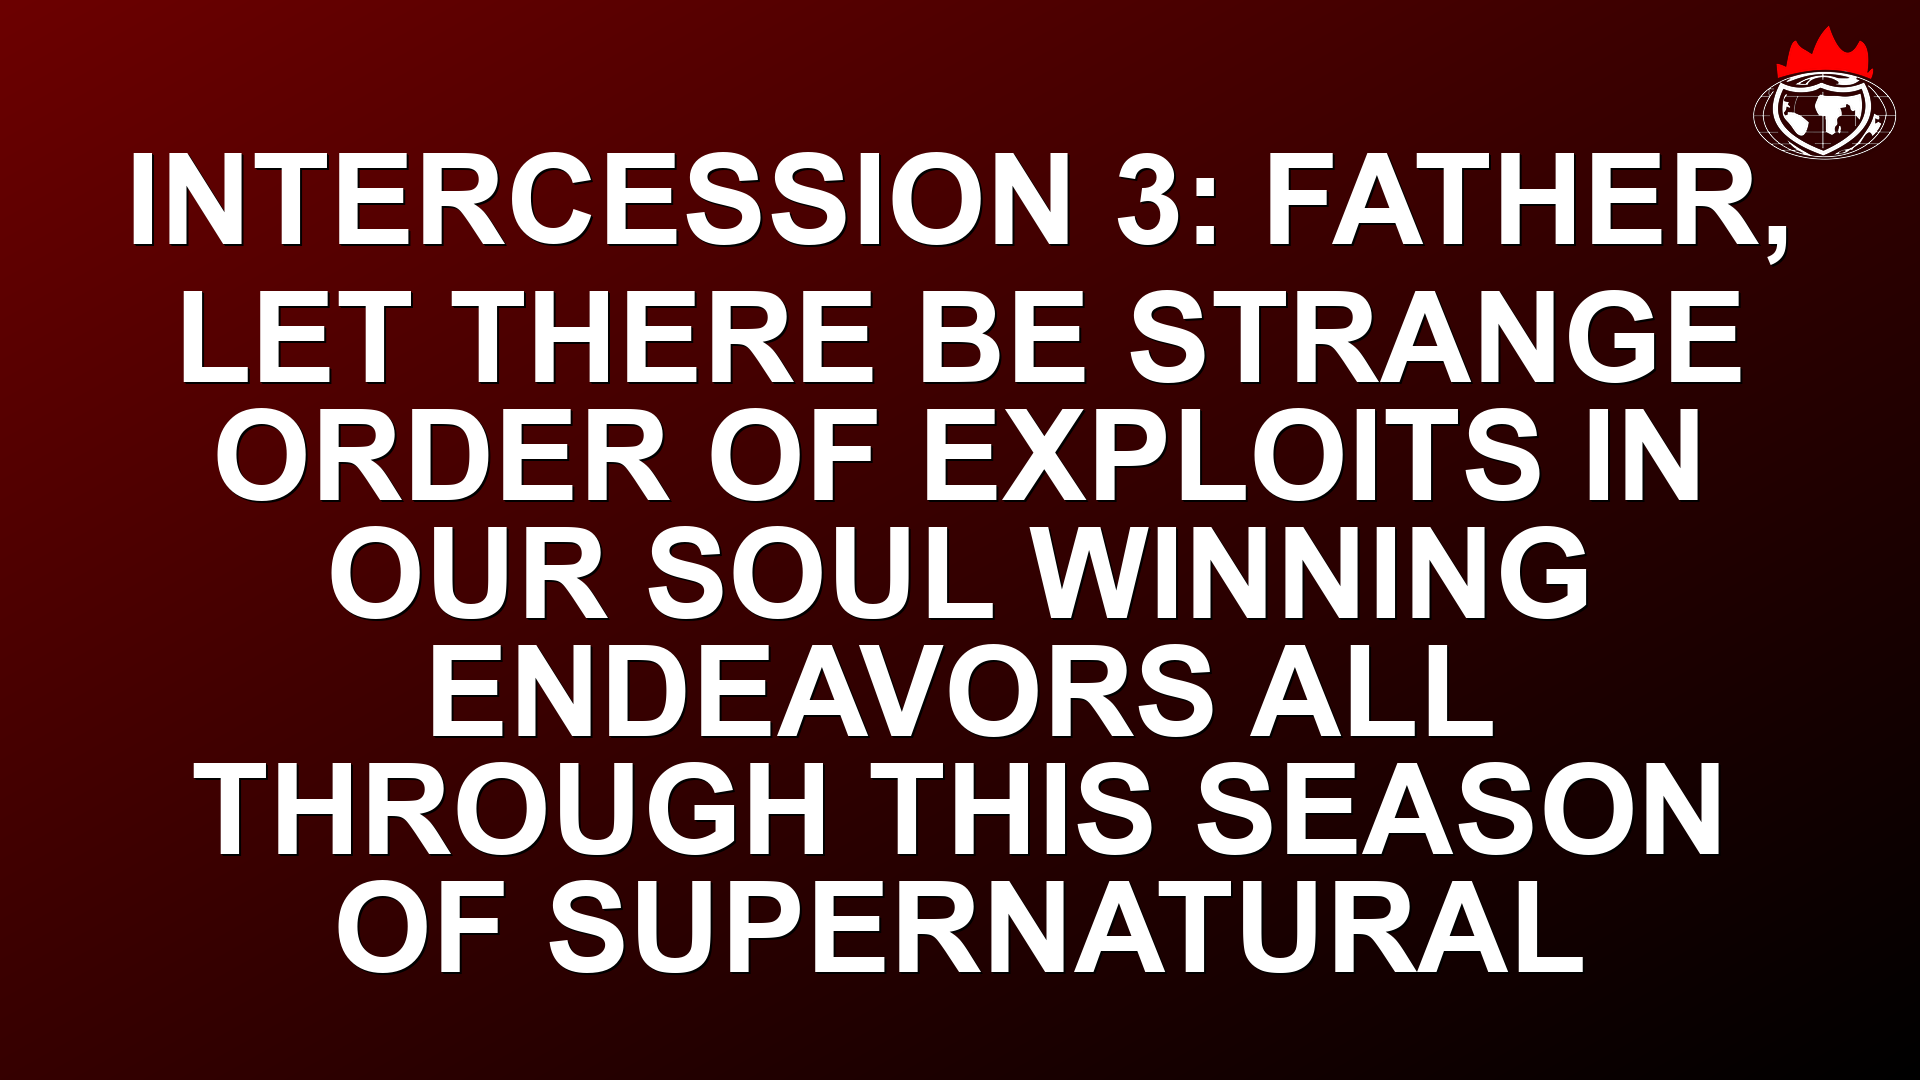 INTERCESSION 3: FATHER,
LET THERE BE STRANGE
ORDER OF EXPLOITS IN
OUR SOUL WINNING
ENDEAVORS ALL
THROUGH THIS SEASON
OF SUPERNATURAL